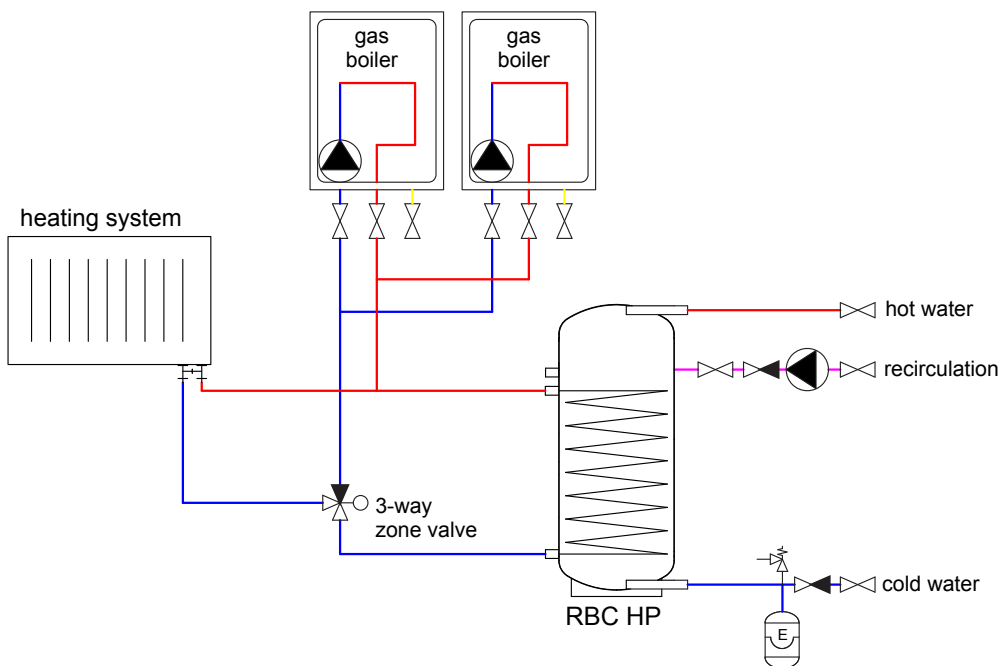 gas
boiler
gas
boiler
heating system
hot water
recirculation
3-way
zone valve
cold water
RBC HP
E